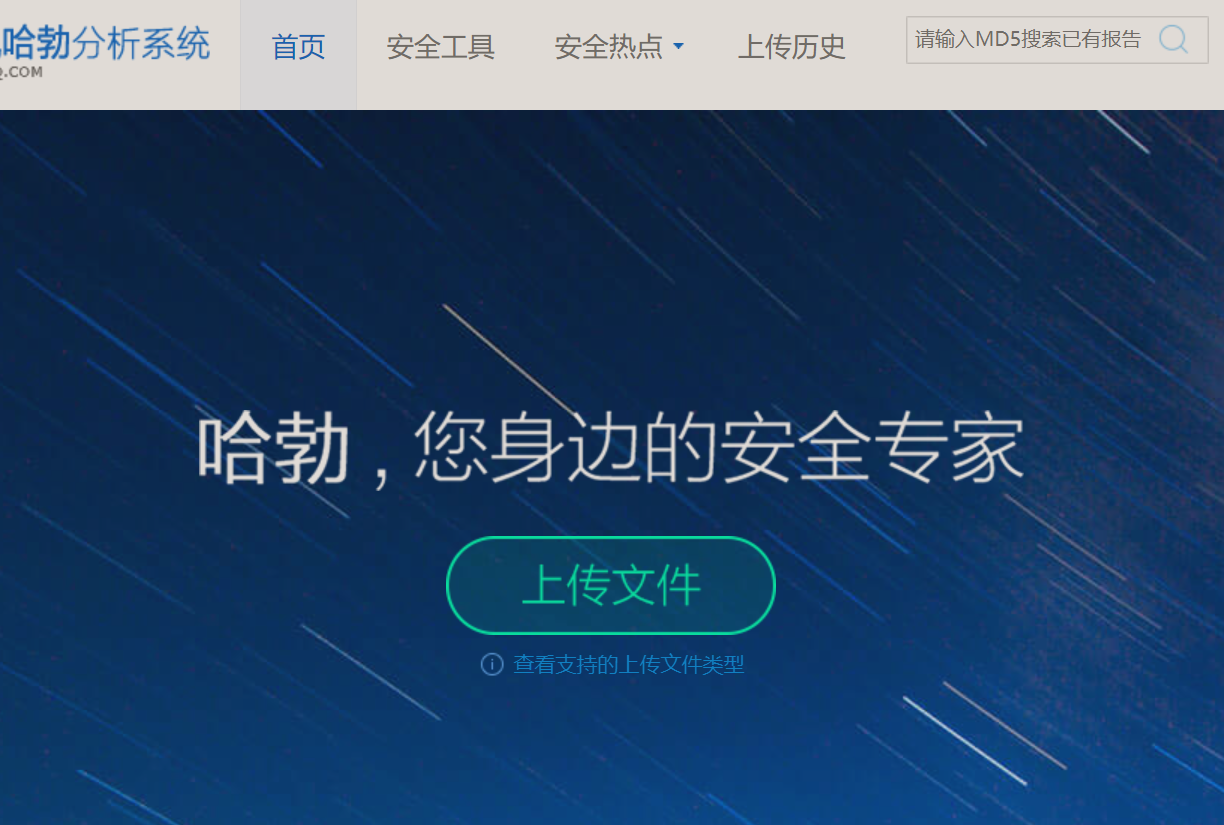 哈勃分析系统
Q.COM
首页
安全工具
安全热点
上传历史
请输入MD5搜索已有报告
哈勃，您身边的安全专家
上传文件
查看支持的上传文件类型